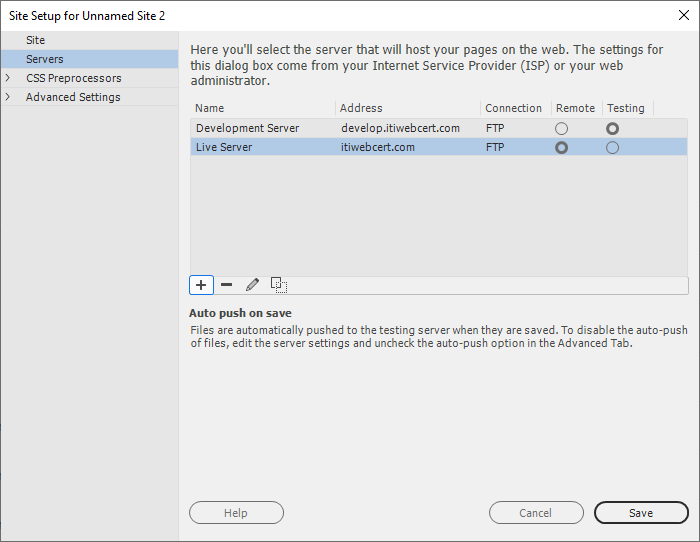 Site Setup for Unnamed Site 2
Site
Servers
CSS Preprocessors
Advanced Settings
Here you'll select the server that will host your pages on the web. The settings for
this dialog box come from your Internet Service Provider (ISP) or your web
administrator.
Name Address Connection Remote Testing
Development Server develop.itiwebcert.com FTP
Live Server itiwebcert.com FTP
Auto push on save
Files are automatically pushed to the testing server when they are saved. To disable the auto-push
of files, edit the server settings and uncheck the auto-push option in the Advanced Tab.
Help Cancel Save